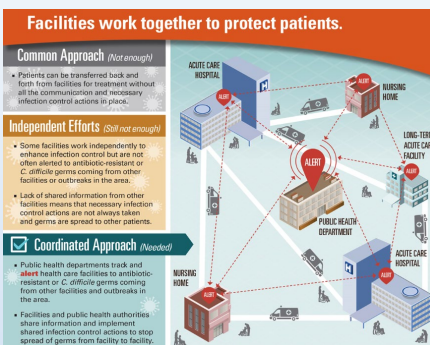 Facilities work together to protect patients.
Common Approach (Not enough)
• Patients can be transferred back and
forth from facilities for treatment without
all the communication and necessary
infection control actions in place.
Independent Efforts (Still not enough)
• Some facilities work independently to
enhance infection control but are not
often alerted to antibiotic-resistant or
C. difficile germs coming from other
facilities or outbreaks in the area.
• Lack of shared information from other
facilities means that necessary infection
control actions are not always taken
and germs are spread to other patients.
Coordinated Approach (Needed)
• Public health departments track and
alert health care facilities to antibiotic-
resistant or C. difficile germs coming
from other facilities and outbreaks in
the area.
• Facilities and public health authorities
share information and implement
shared infection control actions to stop
spread of germs from facility to facility.
ACUTE CARE
HOSPITAL
ALERT
H
NURSING
HOME
ALERT
LONG-TERM
ACUTE CARE
FACILITY
ALERT
ALERT
PUBLIC HEALTH
DEPARTMENT
NURSING
HOME
ALERT
ACUTE CARE
HOSPITAL
ALERT
H